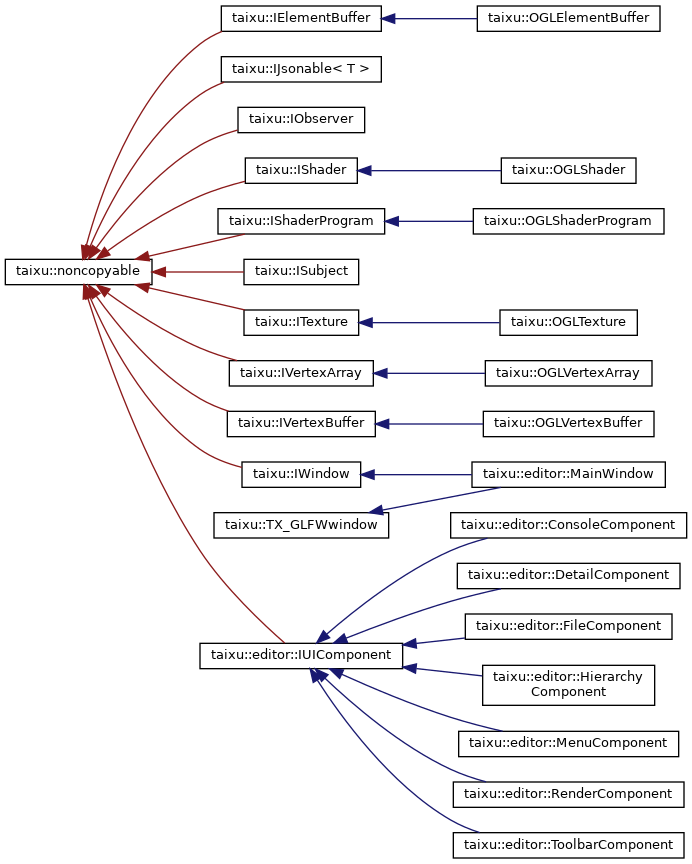 taixu::IElementBuffer
taixu::OGLElementBuffer
taixu::IJsonable< T >
taixu::IObserver
taixu::IShader
taixu::OGLShader
taixu::IShaderProgram
taixu::OGLShaderProgram
taixu::noncopyable
taixu::ISubject
taixu::ITexture
taixu::OGLTexture
taixu::IVertexArray
taixu::OGLVertexArray
taixu::IVertexBuffer
taixu::OGLVertexBuffer
taixu::IWindow
taixu::editor::MainWindow
taixu::TX_GLFWwindow
taixu::editor::ConsoleComponent
taixu::editor::DetailComponent
taixu::editor::FileComponent
taixu::editor::IUIComponent
taixu::editor::Hierarchy
Component
taixu::editor::MenuComponent
taixu::editor::RenderComponent
taixu::editor::ToolbarComponent